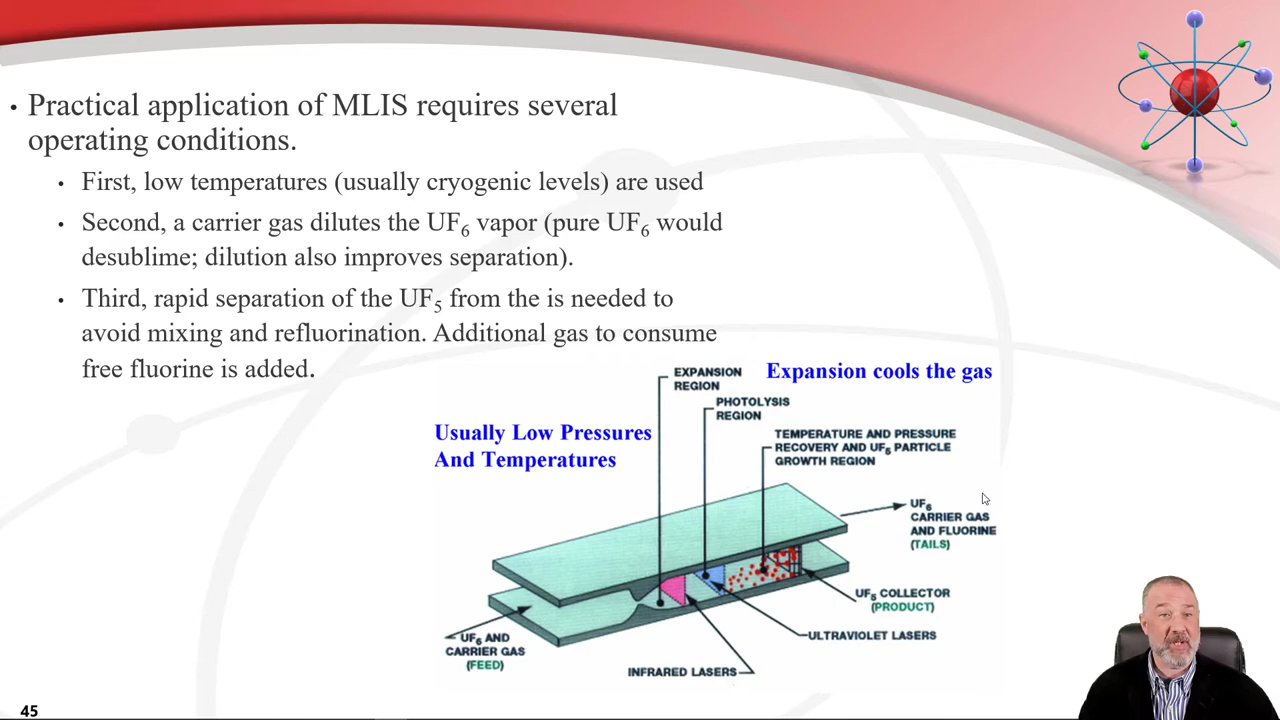 • Practical application of MLIS requires several
operating conditions.
• First, low temperatures (usually cryogenic levels) are used
• Second, a carrier gas dilutes the UF₆ vapor (pure UF₆ would
desublime; dilution also improves separation).
• Third, rapid separation of the UF₅ from the is needed to
avoid mixing and refluorination. Additional gas to consume
free fluorine is added.
EXPANSION
REGION
Expansion cools the gas
PHOTOLYSIS
REGION
Usually Low Pressures
And Temperatures
TEMPERATURE AND PRESSURE
RECOVERY AND UF₅ PARTICLE
GROWTH REGION
UF₆
CARRIER GAS
AND FLUORINE
(TAILS)
UF₅ COLLECTOR
(PRODUCT)
ULTRAVIOLET LASERS
UF₆ AND
CARRIER GAS
(FEED)
INFRARED LASERS
45